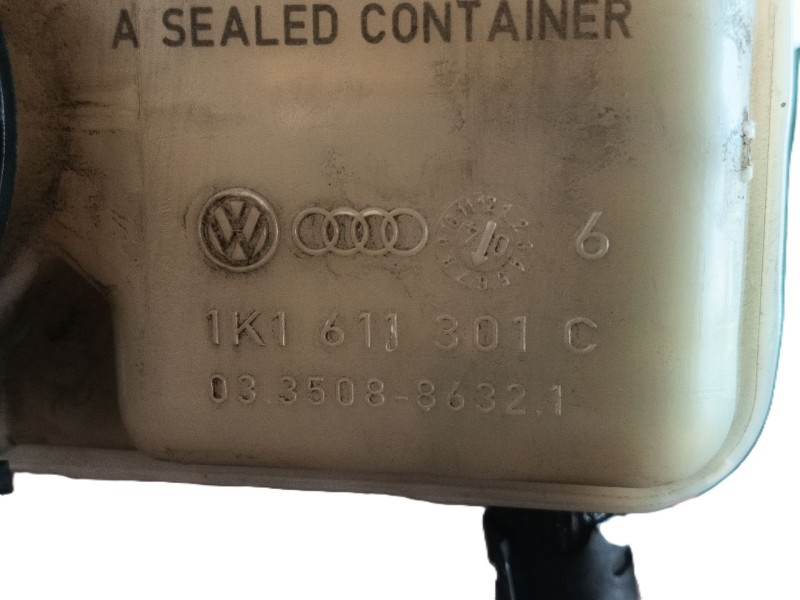 A SEALED CONTAINER
6
1K1 611 301 C
03.3508-8632.1